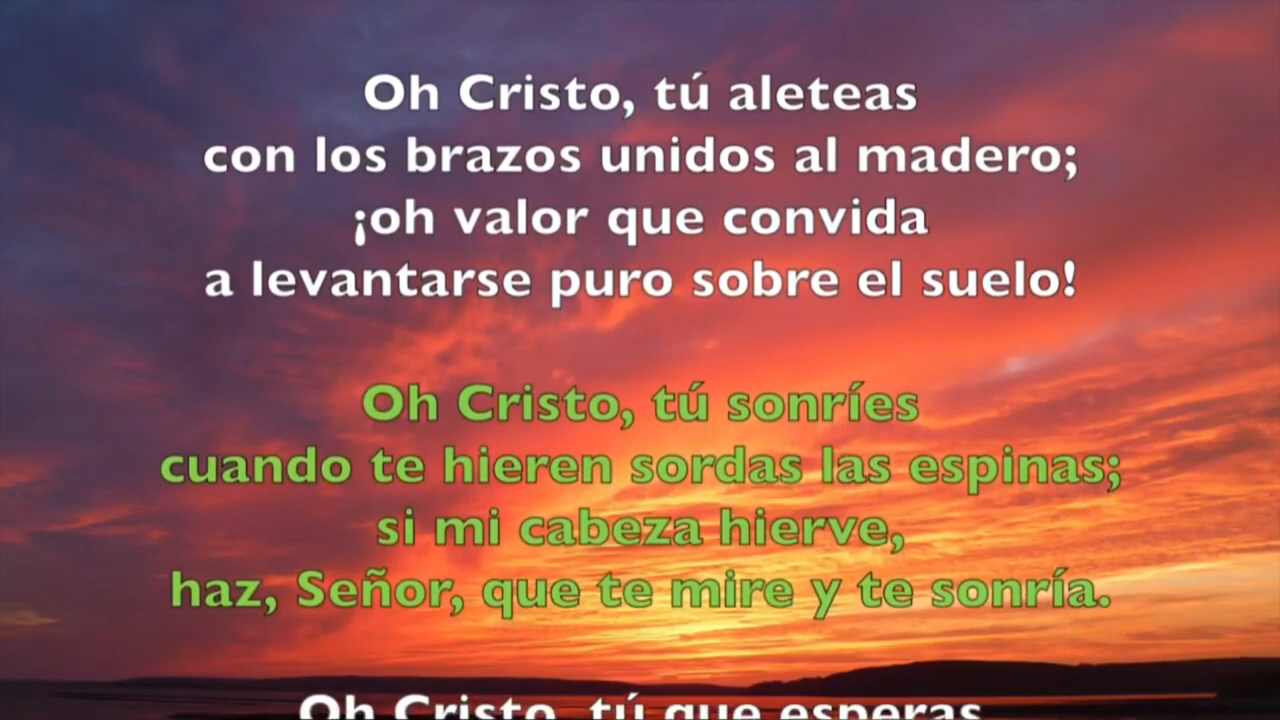 Oh Cristo, tú aleteas
con los brazos unidos al madero;
¡oh valor que convida
a levantarse puro sobre el suelo!
Oh Cristo, tú sonríes
cuando te hieren sordas las espinas;
si mi cabeza hierve,
haz, Señor, que te mire y te sonría.
Oh Cristo, tú que esperas